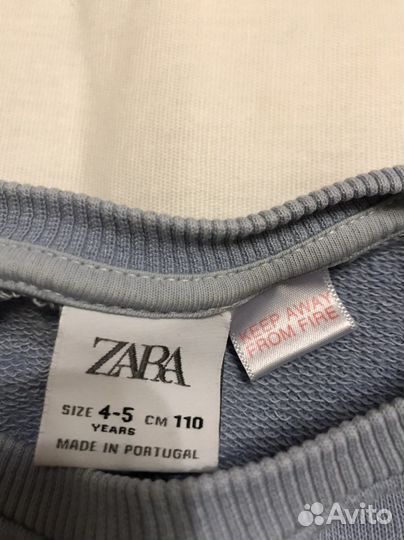 ZARA
SIZE 4-5 CM 110
YEARS
MADE IN PORTUGAL
KEEP AWAY
FROM FIRE
Avito